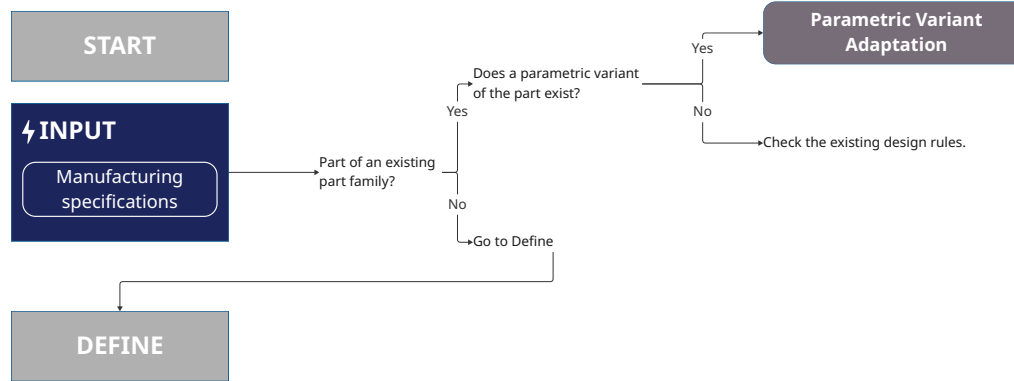 START
INPUT
Manufacturing
specifications
Part of an existing
part family?
Yes
No
Does a parametric variant
of the part exist?
Yes
No
Parametric Variant
Adaptation
Check the existing design rules.
Go to Define
DEFINE